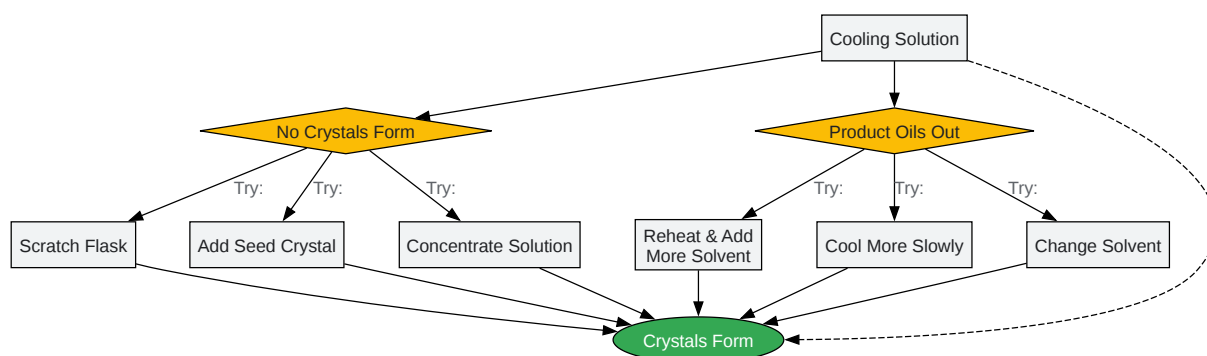 Cooling Solution
No Crystals Form
Product Oils Out
Try:
Try:
Try:
Try:
Try:
Try:
Scratch Flask
Add Seed Crystal
Concentrate Solution
Reheat & Add
More Solvent
Cool More Slowly
Change Solvent
Crystals Form